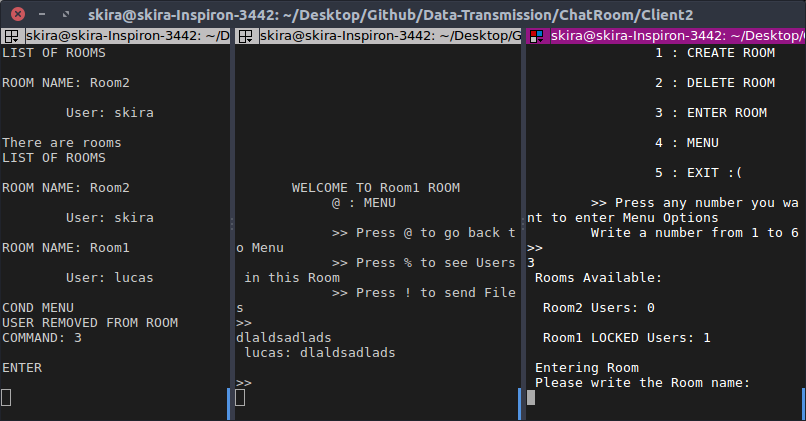 skira@skira-Inspiron-3442: ~/Desktop/Github/Data-Transmission/ChatRoom/Client2
skira@skira-Inspiron-3442: ~/D
LIST OF ROOMS
ROOM NAME: Room2
User: skira
There are rooms
LIST OF ROOMS
ROOM NAME: Room2
User: skira
ROOM NAME: Room1
User: lucas
COND MENU
USER REMOVED FROM ROOM
COMMAND: 3
ENTER
skira@skira-Inspiron-3442: ~/Desktop/G
WELCOME TO Room1 ROOM
@ : MENU
>> Press @ to go back t
o Menu
>> Press % to see Users
in this Room
>> Press ! to send File
s
>>
dlaldsadlads
lucas: dlaldsadlads
>>
skira@skira-Inspiron-3442: ~/Desktop/
1 : CREATE ROOM
2 : DELETE ROOM
3 : ENTER ROOM
4 : MENU
5 : EXIT :(
>> Press any number you wa
nt to enter Menu Options
Write a number from 1 to 6
>>
3
Rooms Available:
Room2 Users: 0
Room1 LOCKED Users: 1
Entering Room
Please write the Room name: